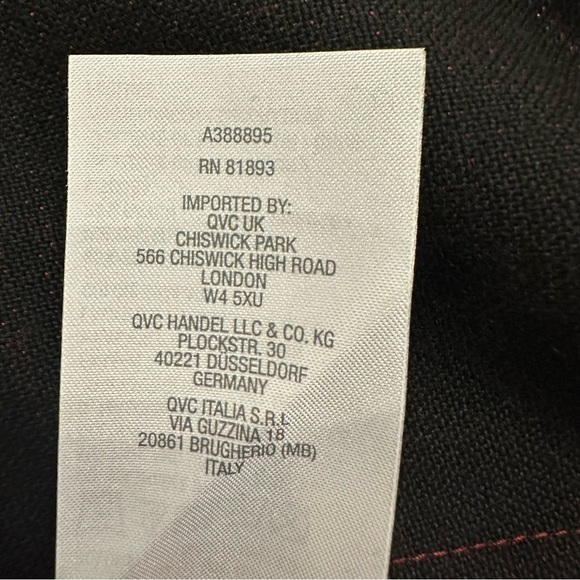 A388895
RN 81893
IMPORTED BY:
QVC UK
CHISWICK PARK
566 CHISWICK HIGH ROAD
LONDON
W4 5XU
QVC HANDEL LLC & CO. KG
PLOCKSTR. 30
40221 DÜSSELDORF
GERMANY
QVC ITALIA S.R.L
VIA GUZZINA 18
20861 BRUGHERIO (MB)
ITALY